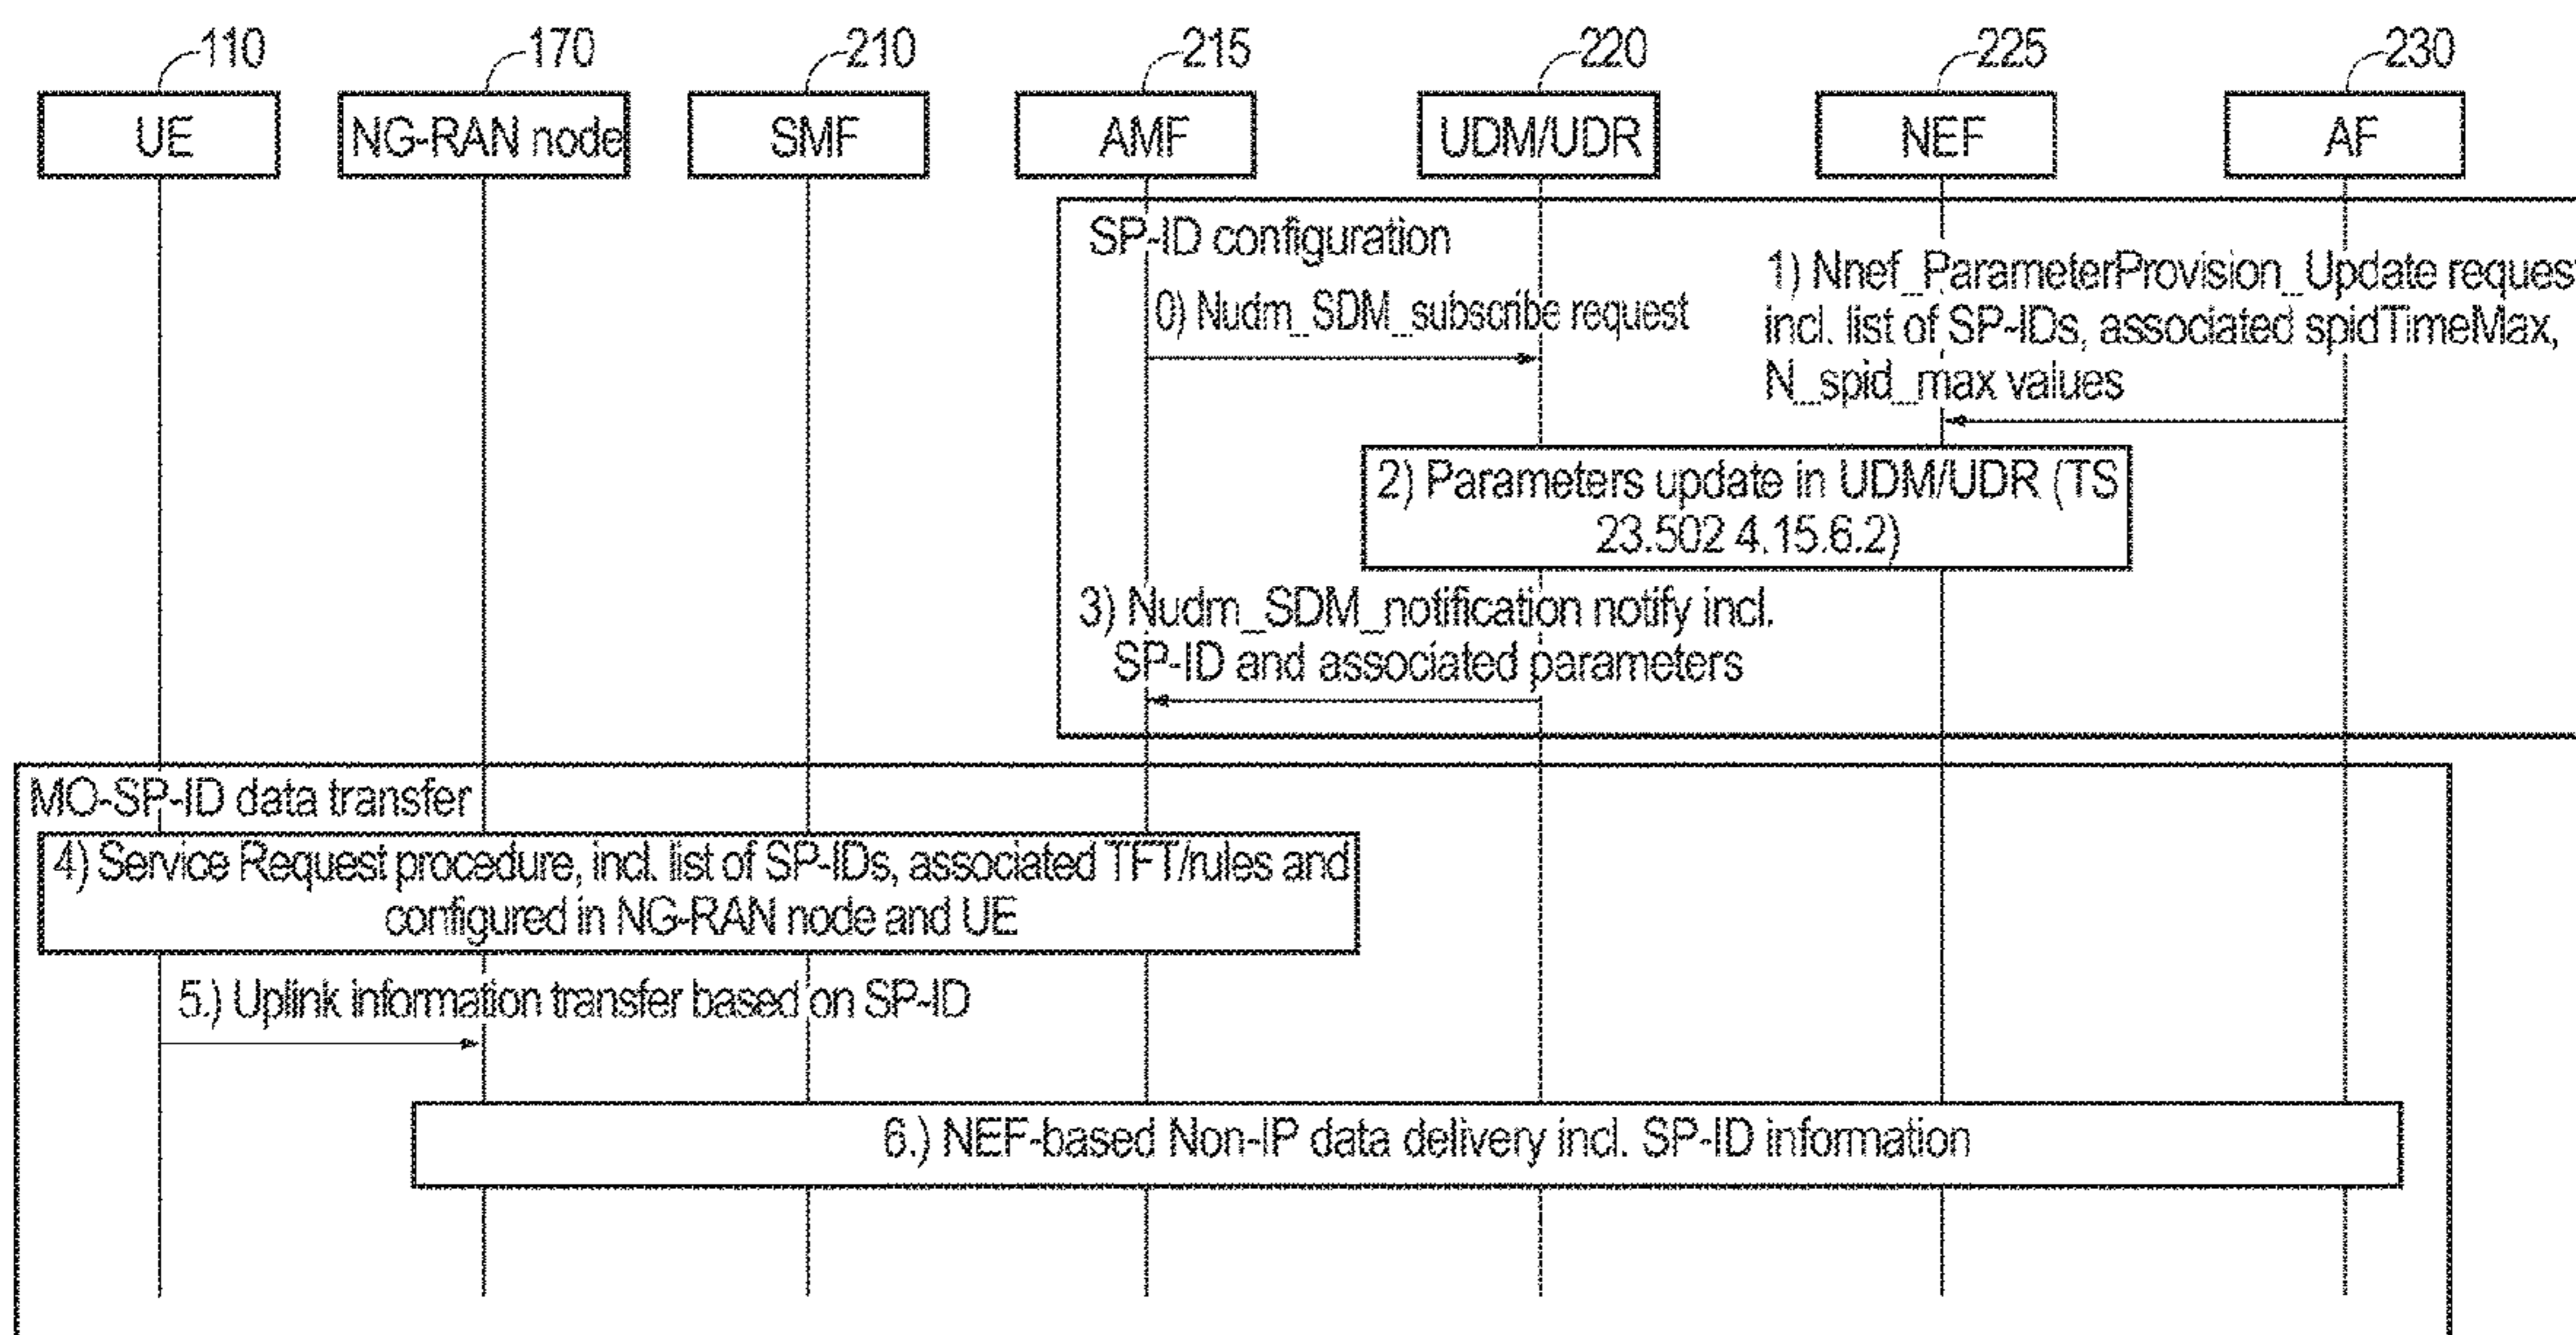 110
170
210
215
220
225
230
UE
NG-RAN node
SMF
AMF
UDM/UDR
NEF
AF
SP-ID configuration
0) Nudm_SDM_subscribe request
1) Nnef_ParameterProvision_Update request
incl. list of SP-IDs, associated spidTimeMax,
N_spid_max values
2) Parameters update in UDM/UDR (TS
23.502 4.15.6.2)
3) Nudm_SDM_notification notify incl.
SP-ID and associated parameters
MO-SP-ID data transfer
4) Service Request procedure, incl. list of SP-IDs, associated TFT/rules and
configured in NG-RAN node and UE
5.) Uplink information transfer based on SP-ID
6.) NEF-based Non-IP data delivery incl. SP-ID information